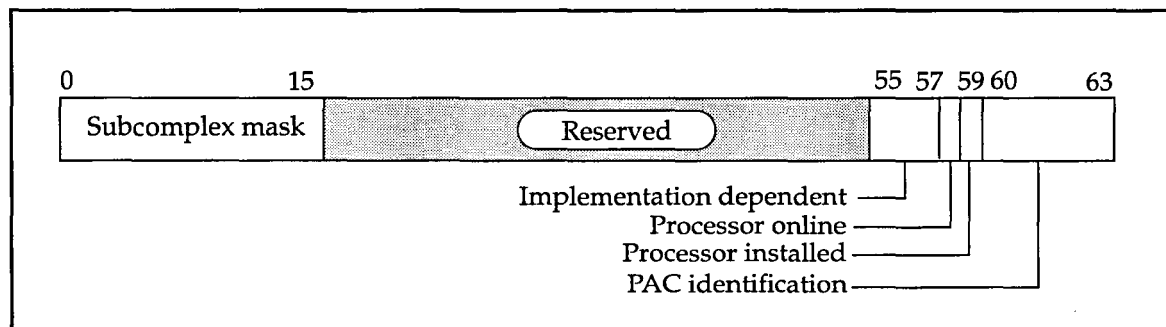 0 15 55 57 59 60 63
Subcomplex mask Reserved
Implementation dependent
Processor online
Processor installed
PAC identification